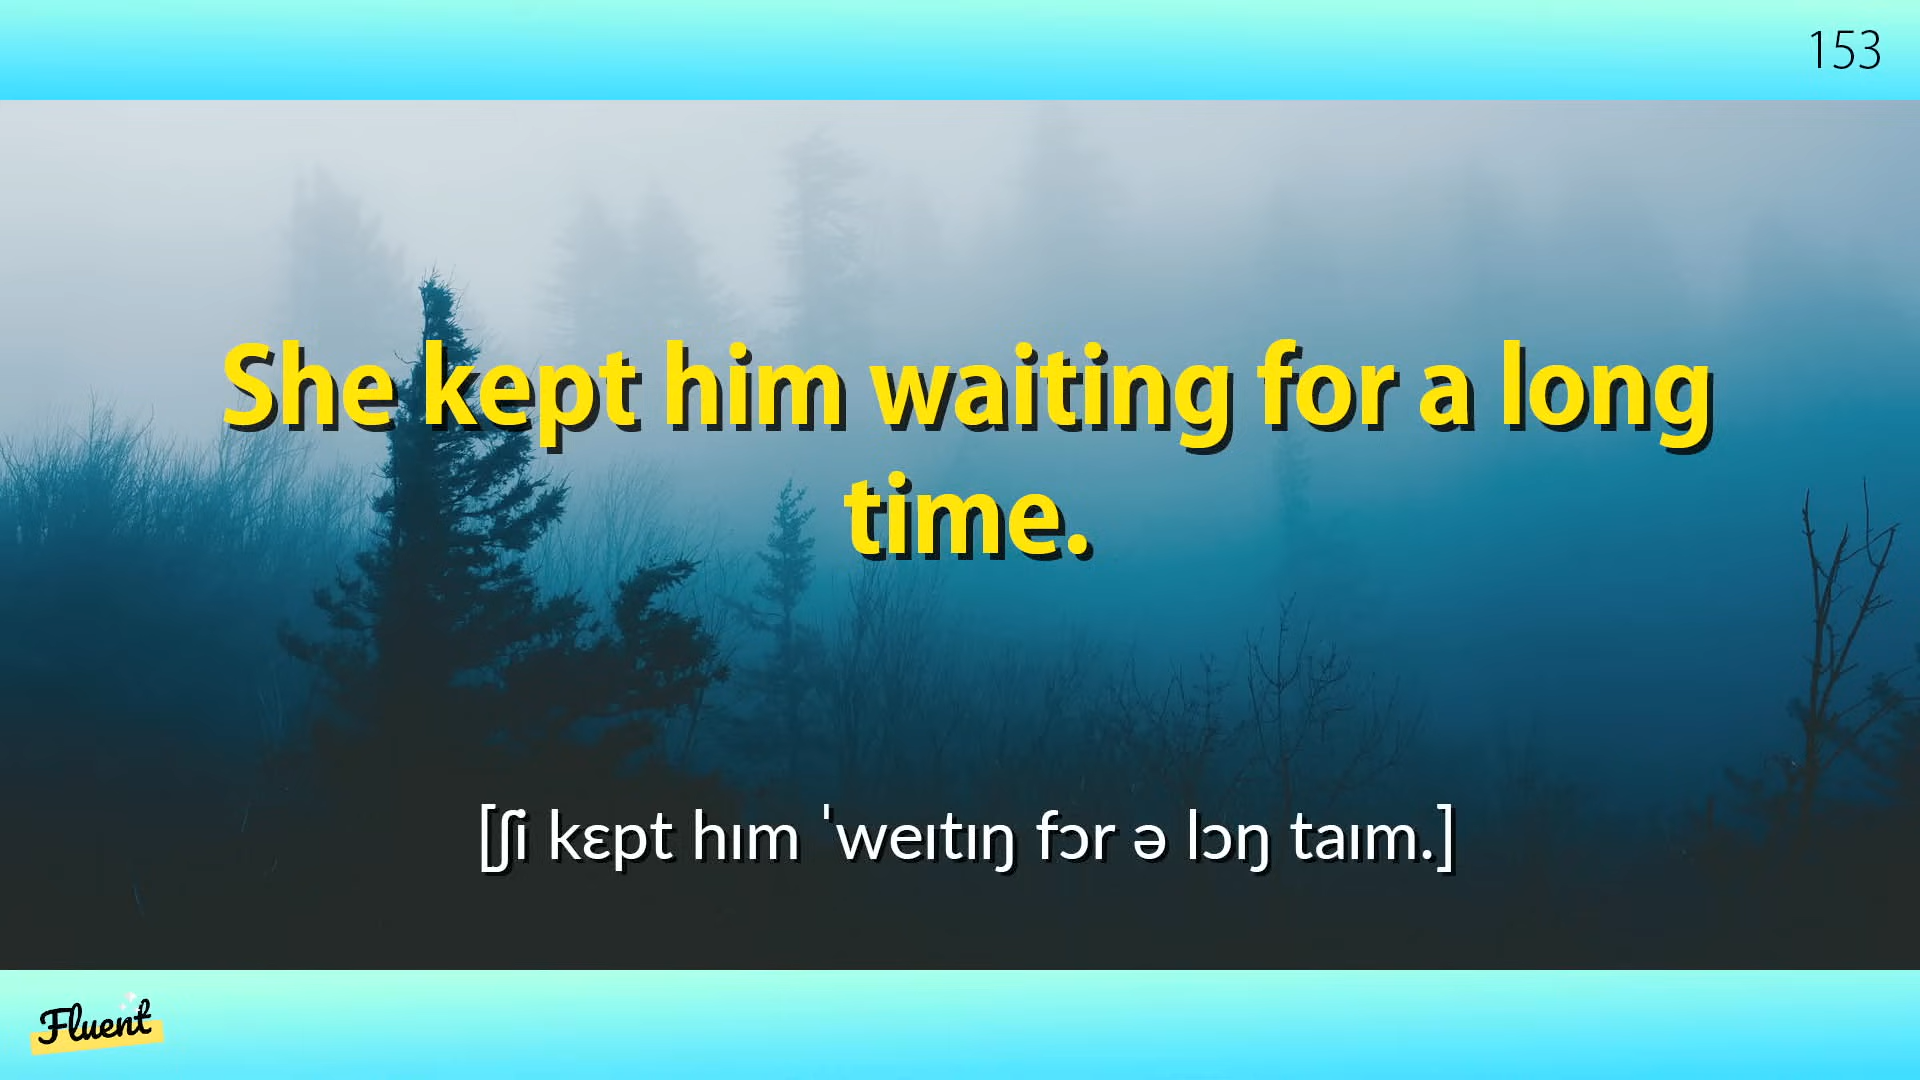 153
She kept him waiting for a long
time.
[ʃi kɛpt hɪm ˈweɪtɪŋ fɔr ə lɔŋ taɪm.]
Fluent